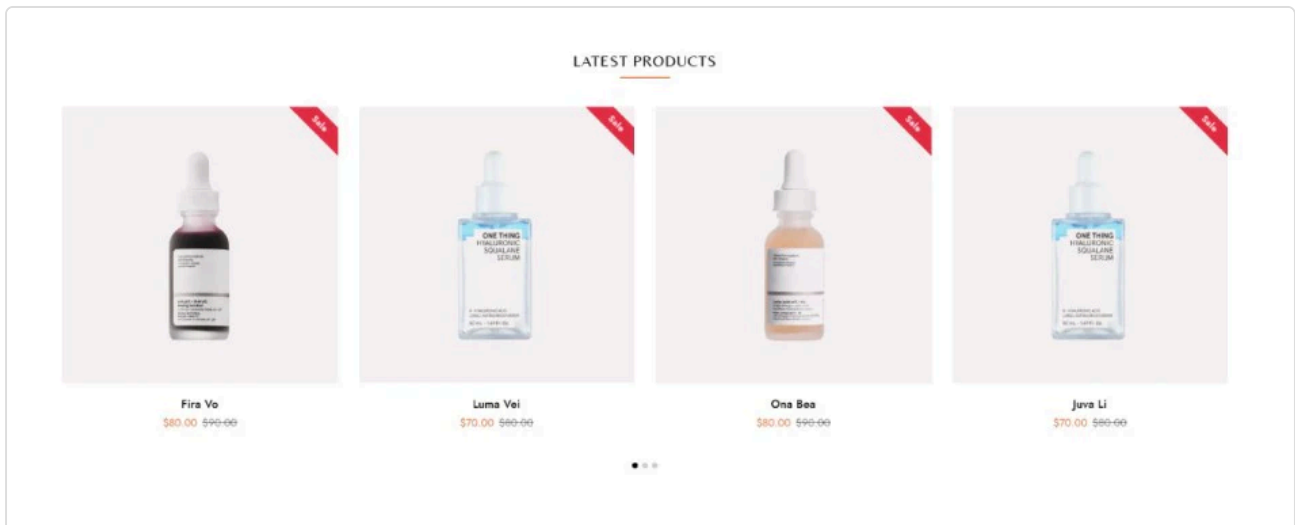 LATEST PRODUCTS
Sale
Sale
Sale
Sale
ONE THING
HYALURONIC
SQUALANE
SERUM
ONE THING
HYALURONIC
SQUALANE
SERUM
Fira Vo
$80.00 $90.00
Luma Vei
$70.00 $80.00
Ona Bea
$80.00 $90.00
Juva Li
$70.00 $80.00